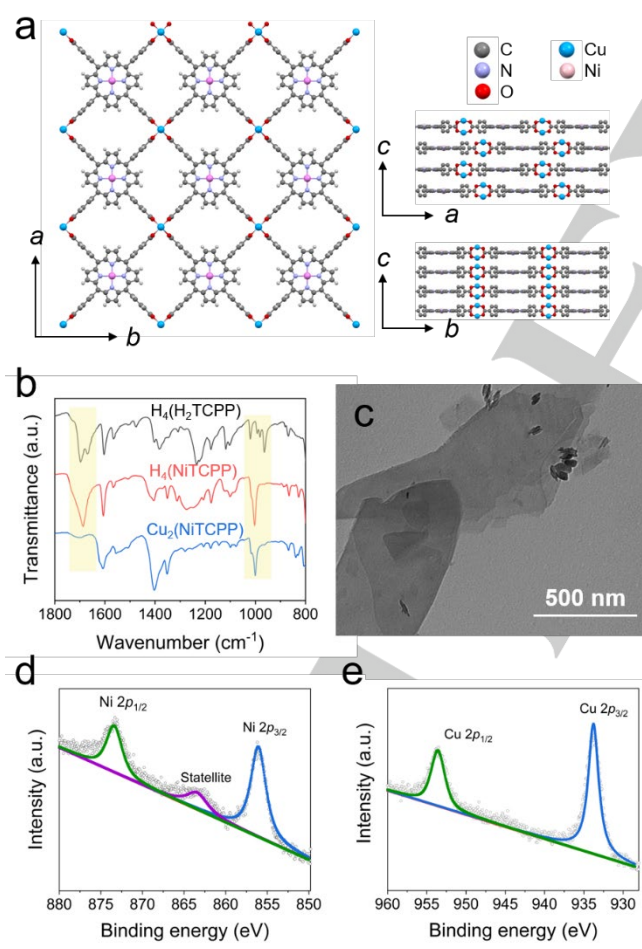 a
C
N
O
Cu
Ni
a
b
c
a
c
b
b
H₄(H₂TCPP)
H₄(NiTCPP)
Cu₂(NiTCPP)
Transmittance (a.u.)
1800 1600 1400 1200 1000 800
Wavenumber (cm⁻¹)
c
500 nm
d
Ni 2p₁/₂
Ni 2p₃/₂
Statellite
Intensity (a.u.)
880 875 870 865 860 855 850
Binding energy (eV)
e
Cu 2p₁/₂
Cu 2p₃/₂
Intensity (a.u.)
960 955 950 945 940 935 930
Binding energy (eV)